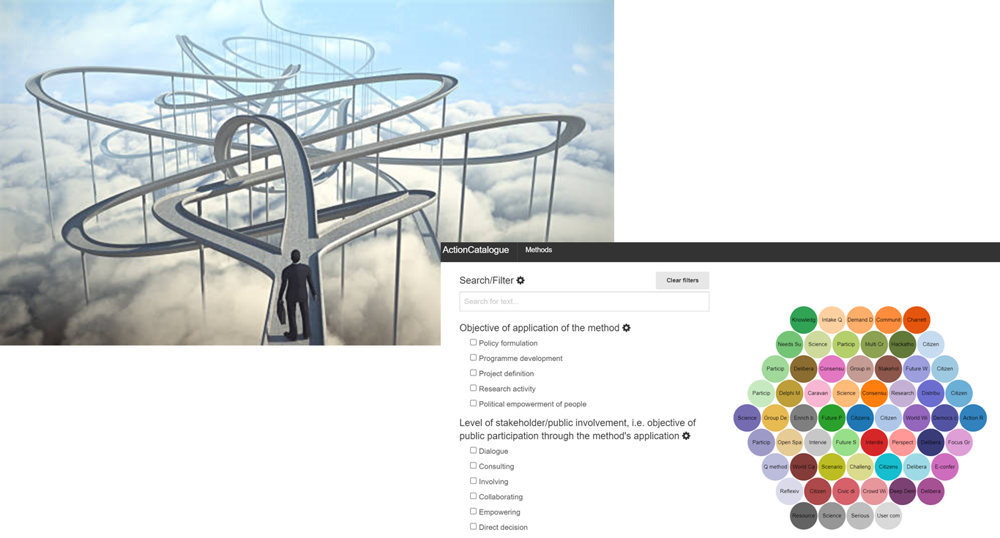 ActionCatalogue Methods
Search/Filter
Clear filters
Search for text...
Objective of application of the method
Policy formulation
Programme development
Project definition
Research activity
Political empowerment of people
Level of stakeholder/public involvement, i.e. objective of
public participation through the method's application
Dialogue
Consulting
Involving
Collaborating
Empowering
Direct decision
Knowledg Intake Q Demand D Communit Charrett
Needs Su Science Particip Multi Cr Hackatho Citizen
Particip Delibera Consensu Group in Stakehol Future W Citizen
Particip Delphi M Caravan Science Consensu Research Distribu Citizen
Science Group De Enrich b Future P Citizens Citizen World Wi Democs c Action R
Particip Open Spa Intervie Future S Interdis Perspect Delibera Focus Gr
Q method World Ca Scenario Challeng Citizens Delibera E-confer
Reflexiv Citizen Civic di Crowd Wi Deep Dem Delibera
Resource Science Serious User com